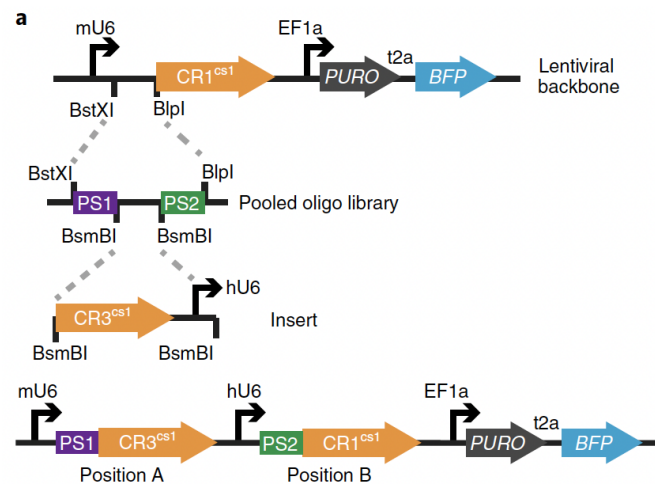 a
mU6
EF1a
CR1cs1
PURO
t2a
BFP
Lentiviral
backbone
BstXI
BlpI
BstXI
BlpI
PS1
PS2
Pooled oligo library
BsmBI
BsmBI
hU6
CR3cs1
Insert
BsmBI
BsmBI
mU6
hU6
EF1a
PS1
CR3cs1
PS2
CR1cs1
PURO
t2a
BFP
Position A
Position B